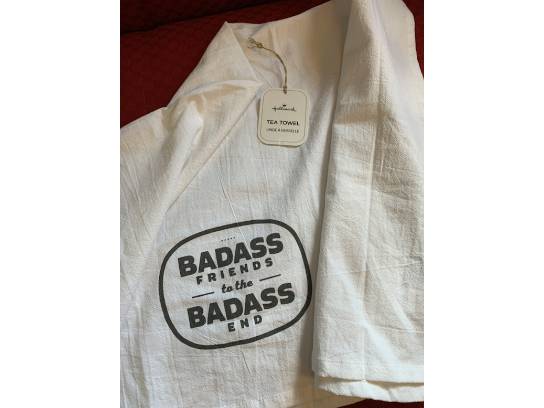 Hallmark
TEA TOWEL
BADASS
FRIENDS
to the
BADASS
END